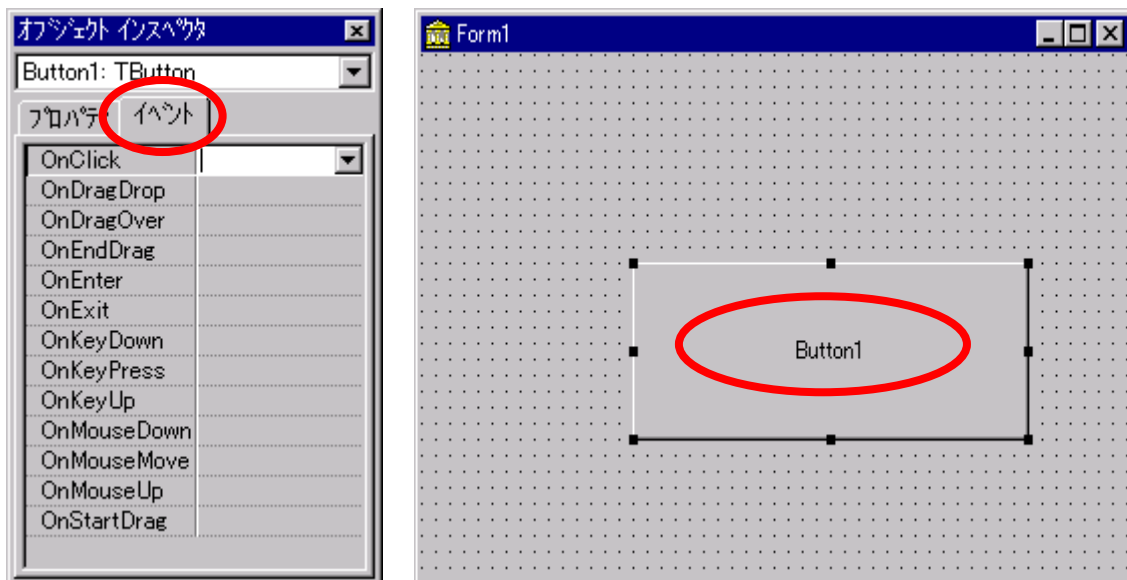 オブジェクト インスペクタ
Button1: TButton
プロパティ イベント
OnClick
OnDragDrop
OnDragOver
OnEndDrag
OnEnter
OnExit
OnKeyDown
OnKeyPress
OnKeyUp
OnMouseDown
OnMouseMove
OnMouseUp
OnStartDrag
Form1
Button1